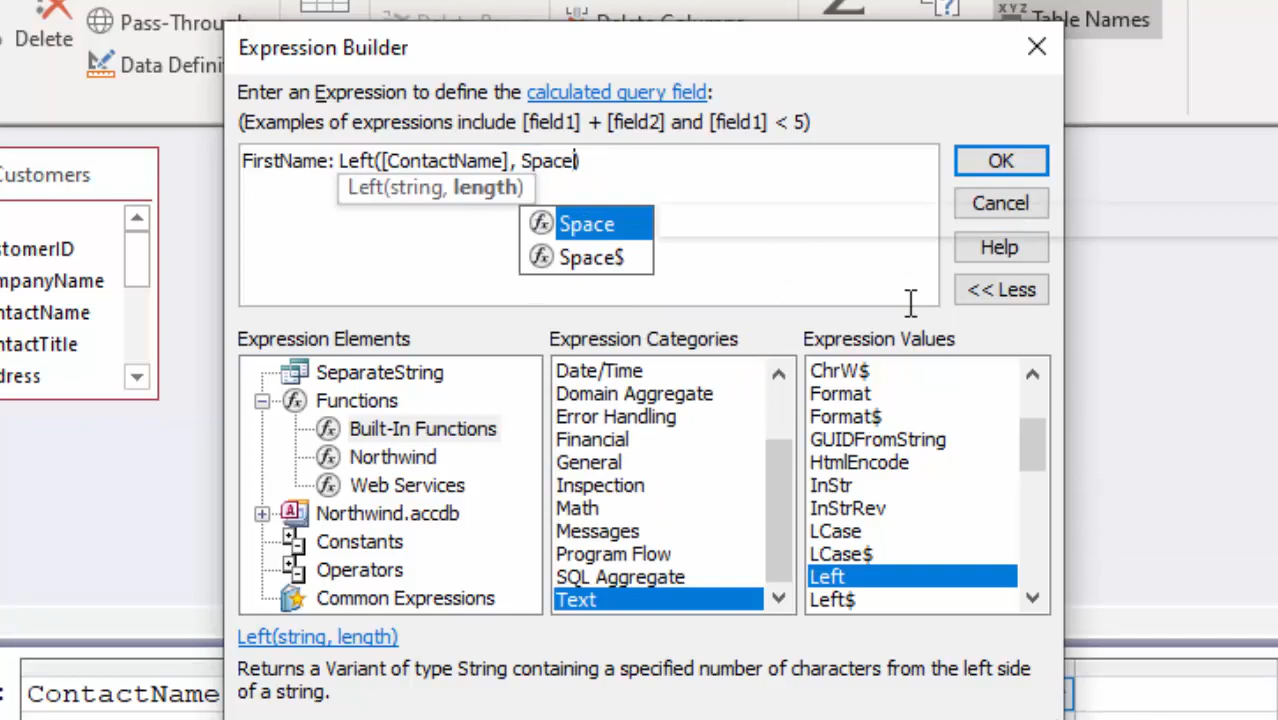 Delete
Pass-Through
Data Defini
Table Names
Expression Builder
Enter an Expression to define the calculated query field:
(Examples of expressions include [field1] + [field2] and [field1] < 5)
FirstName: Left([ContactName], Space)
Left(string, length)
Space
Space$
OK
Cancel
Help
<< Less
Customers
stomerID
mpanyName
ntactName
ntactTitle
dress
Expression Elements
SeparateString
Functions
Built-In Functions
Northwind
Web Services
Northwind.accdb
Constants
Operators
Common Expressions
Expression Categories
Date/Time
Domain Aggregate
Error Handling
Financial
General
Inspection
Math
Messages
Program Flow
SQL Aggregate
Text
Expression Values
ChrW$
Format
Format$
GUIDFromString
HtmlEncode
InStr
InStrRev
LCase
LCase$
Left
Left$
Left(string, length)
Returns a Variant of type String containing a specified number of characters from the left side
of a string.
: ContactName